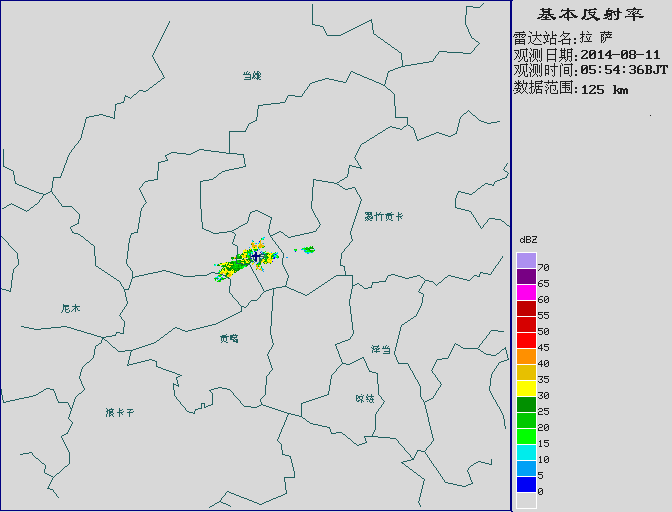 基本反射率
雷达站名:拉 萨
观测日期:2014-08-11
观测时间:05:54:36BJT
数据范围:125 km
当雄
墨竹贡卡
尼木
贡嘎
泽当
琼结
浪卡子
dBZ
70
65
60
55
50
45
40
35
30
25
20
15
10
5
0